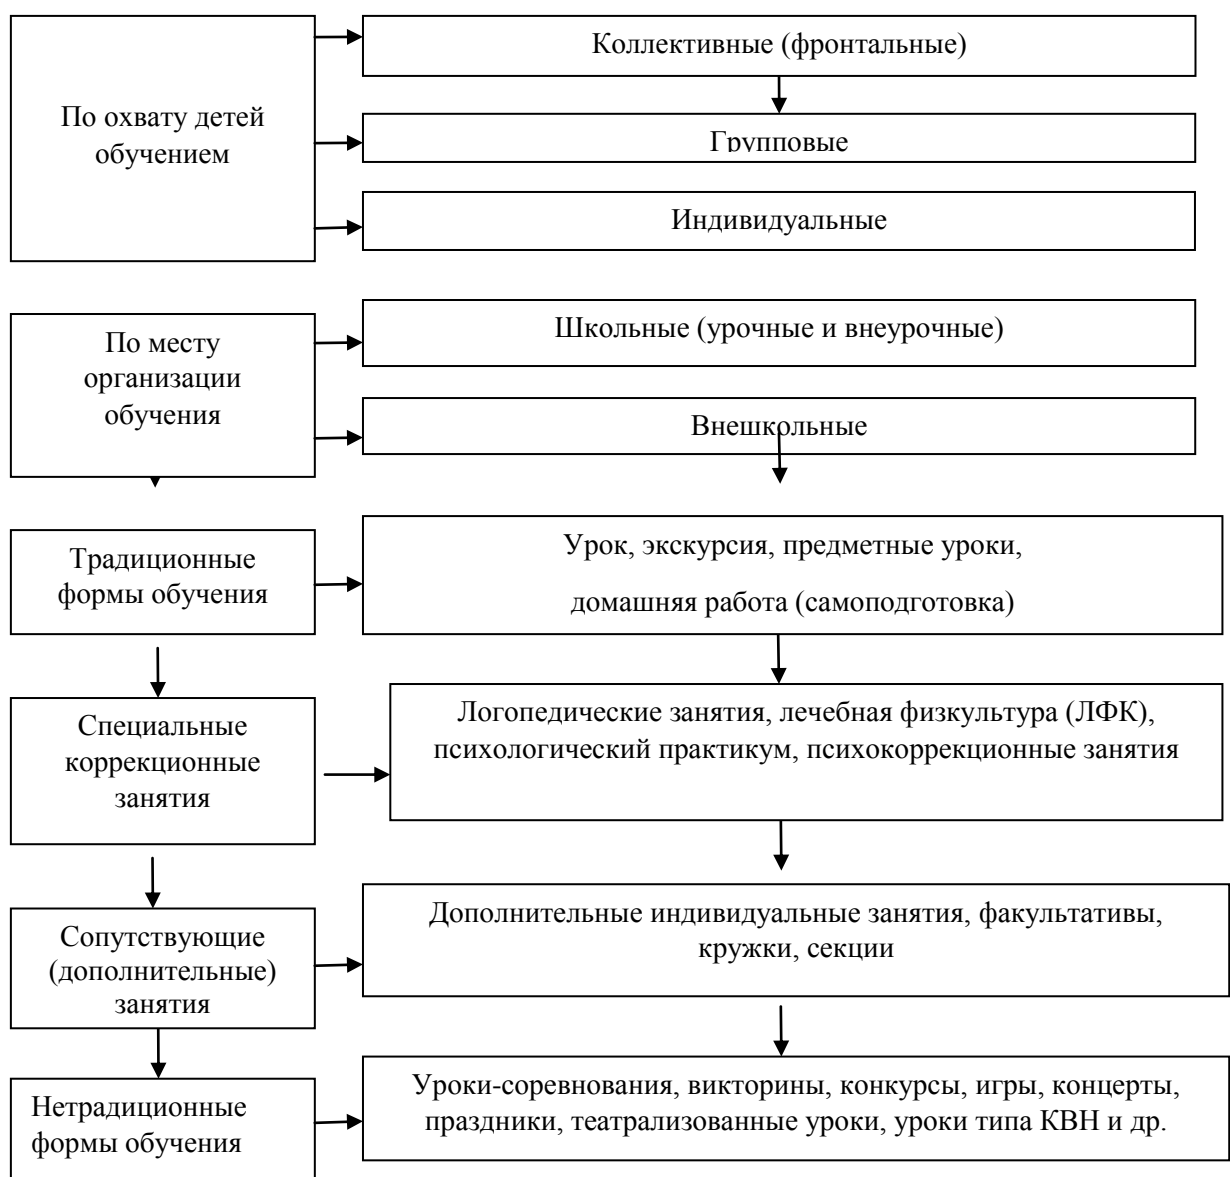 По охвату детей
обучением
Коллективные (фронтальные)
Групповые
Индивидуальные
По месту
организации
обучения
Школьные (урочные и внеурочные)
Внешкольные
Традиционные
формы обучения
Урок, экскурсия, предметные уроки,
домашняя работа (самоподготовка)
Специальные
коррекционные
занятия
Логопедические занятия, лечебная физкультура (ЛФК),
психологический практикум, психокоррекционные занятия
Сопутствующие
(дополнительные)
занятия
Дополнительные индивидуальные занятия, факультативы,
кружки, секции
Нетрадиционные
формы обучения
Уроки-соревнования, викторины, конкурсы, игры, концерты,
праздники, театрализованные уроки, уроки типа КВН и др.